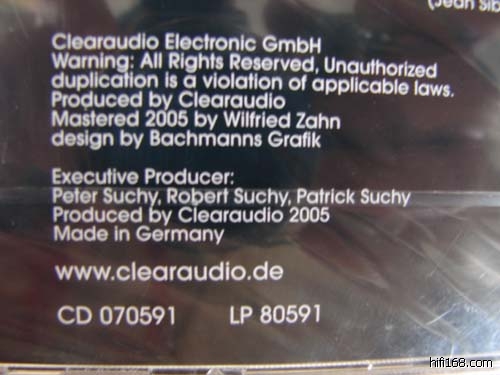 (Jean Sib
Clearaudio Electronic GmbH
Warning: All Rights Reserved, Unauthorized
duplication is a violation of applicable laws.
Produced by Clearaudio
Mastered 2005 by Wilfried Zahn
design by Bachmanns Grafik
Executive Producer:
Peter Suchy, Robert Suchy, Patrick Suchy
Produced by Clearaudio 2005
Made in Germany
www.clearaudio.de
CD 070591 LP 80591
hifi168.com